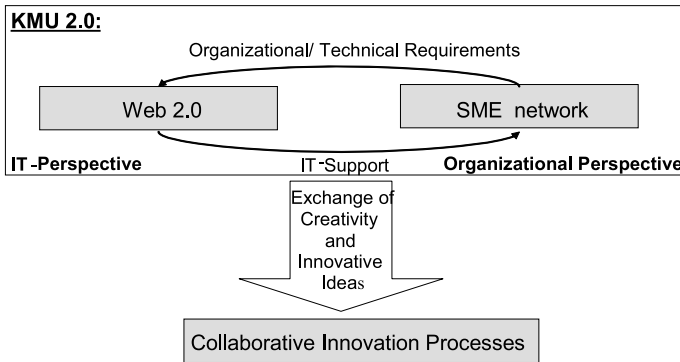 KMU 2.0:
Organizational/ Technical Requirements
Web 2.0
SME network
IT-Perspective
IT-Support
Organizational Perspective
Exchange of
Creativity
and
Innovative
Ideas
Collaborative Innovation Processes